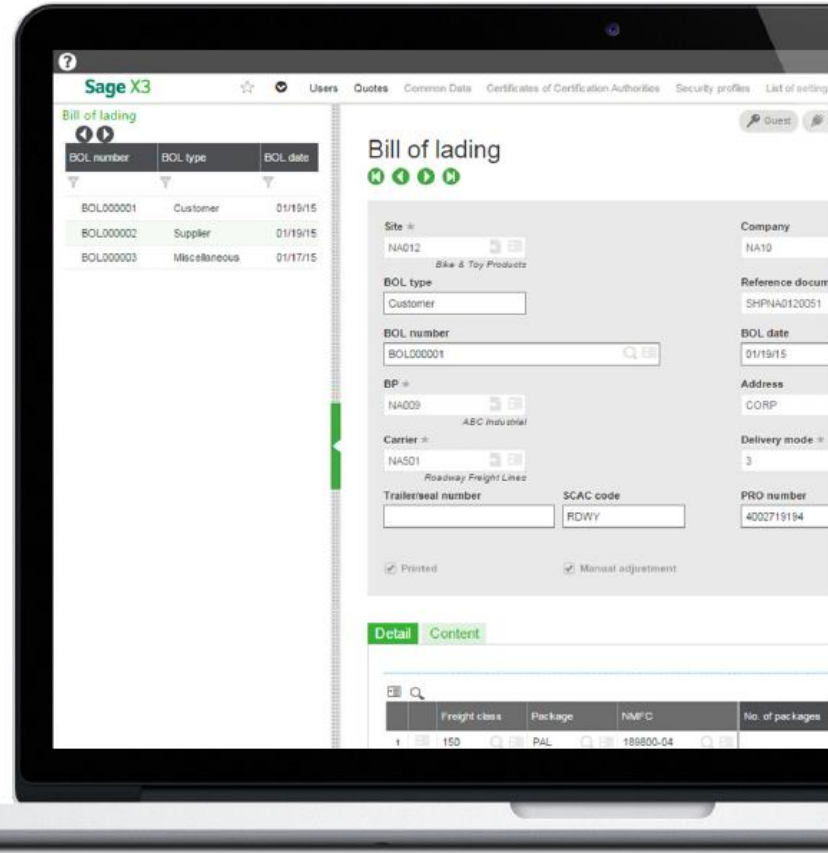 ?
Sage X3 Users Quotes Common Data Certificates of Certification Authorities Security profiles List of setting
Bill of lading
BOL number BOL type BOL date
BOL000001 Customer 01/19/15
BOL000002 Supplier 01/19/15
BOL000003 Miscellaneous 01/17/15
Guest
Bill of lading
Site Company
NA012 NA10
Bike & Toy Products
BOL type Reference docum
Customer SHPNA0120051
BOL number BOL date
BOL000001 01/19/15
BP Address
NA009 CORP
ABC Industrial
Carrier Delivery mode
NA501 3
Roadway Freight Lines
Trailer/seal number SCAC code PRO number
RDWY 4002719194
Printed Manual adjustment
Detail Content
Freight class Package NMFC No. of packages
1 150 PAL 189800-04